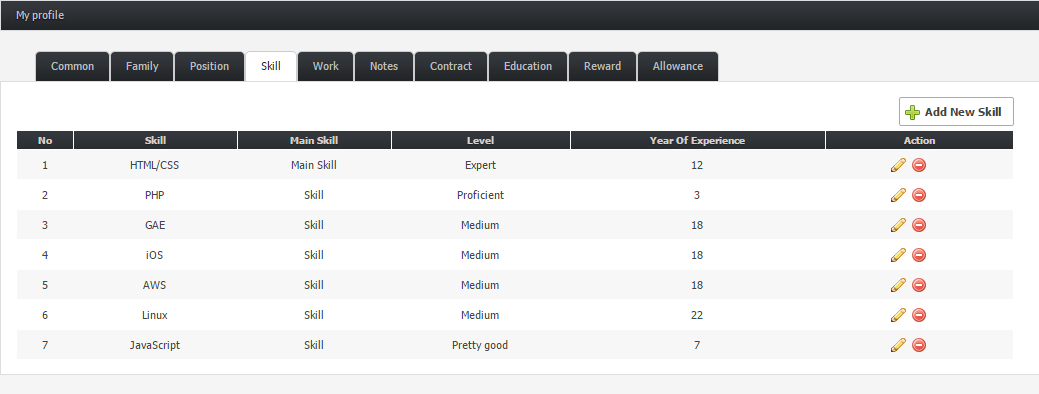 My profile
Common Family Position Skill Work Notes Contract Education Reward Allowance
Add New Skill
No Skill Main Skill Level Year Of Experience Action
1 HTML/CSS Main Skill Expert 12
2 PHP Skill Proficient 3
3 GAE Skill Medium 18
4 iOS Skill Medium 18
5 AWS Skill Medium 18
6 Linux Skill Medium 22
7 JavaScript Skill Pretty good 7